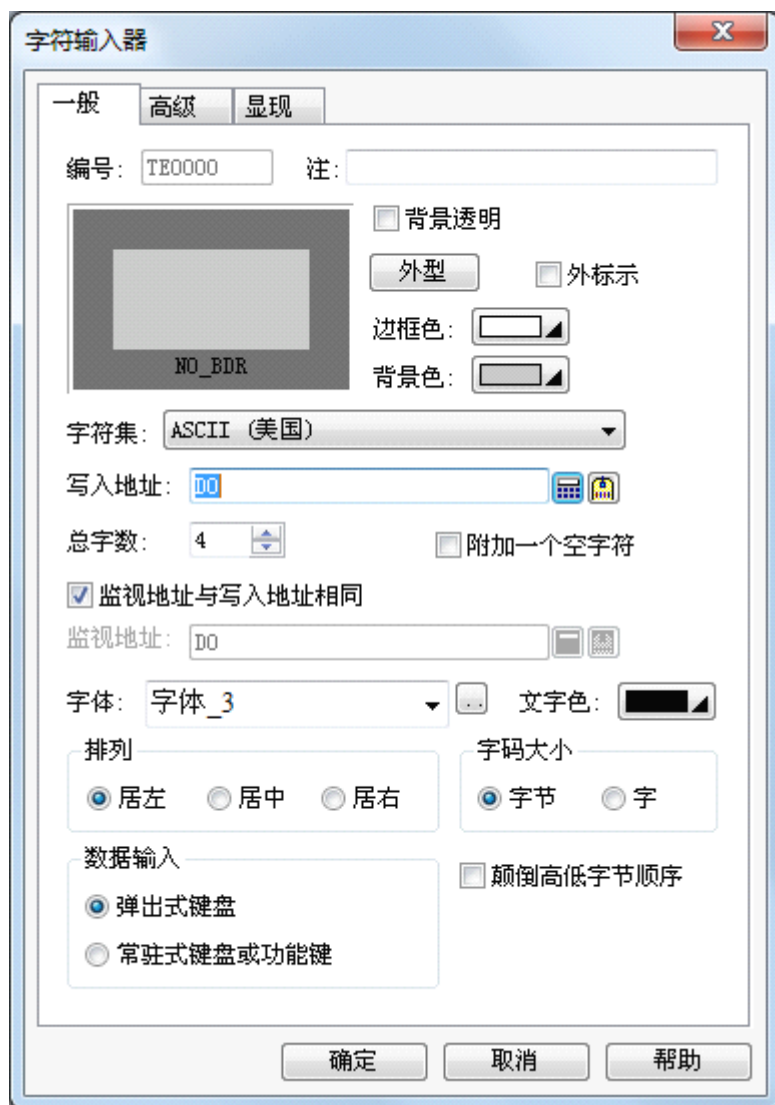 字符输入器
一般 高级 显现
编号: TE0000 注:
背景透明
外型 外标示
边框色:
NO_BDR
背景色:
字符集: ASCII (美国)
写入地址: D0
总字数: 4 附加一个空字符
监视地址与写入地址相同
监视地址: D0
字体: 字体_3 .. 文字色:
排列 字码大小
居左 居中 居右 字节 字
数据输入
颠倒高低字节顺序
弹出式键盘
常驻式键盘或功能键
确定 取消 帮助